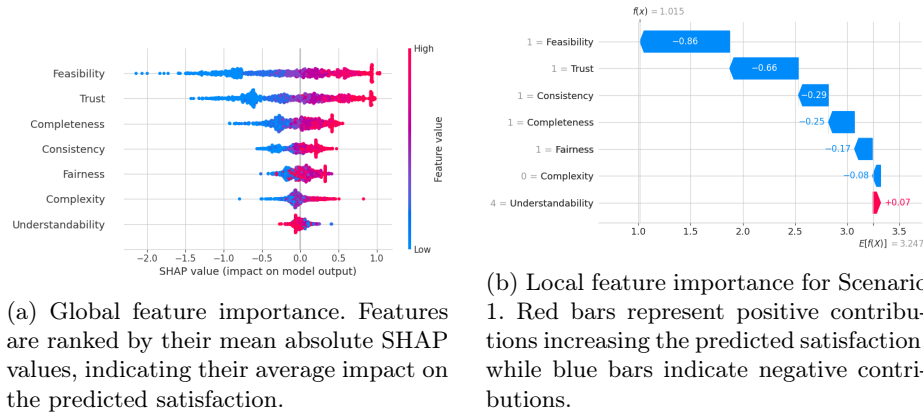 High
Feasibility
Trust
Completeness
Consistency
Fairness
Complexity
Understandability
Feature value
Low
−2.0 −1.5 −1.0 −0.5 0.0 0.5 1.0
SHAP value (impact on model output)
(a) Global feature importance. Features
are ranked by their mean absolute SHAP
values, indicating their average impact on
the predicted satisfaction.
f(x) = 1.015
1 = Feasibility −0.86
1 = Trust −0.66
1 = Consistency −0.29
1 = Completeness −0.25
1 = Fairness −0.17
0 = Complexity −0.08
4 = Understandability +0.07
1.0 1.5 2.0 2.5 3.0 3.5
E[f(X)] = 3.247
(b) Local feature importance for Scenario
1. Red bars represent positive contribu-
tions increasing the predicted satisfaction
while blue bars indicate negative contri-
butions.